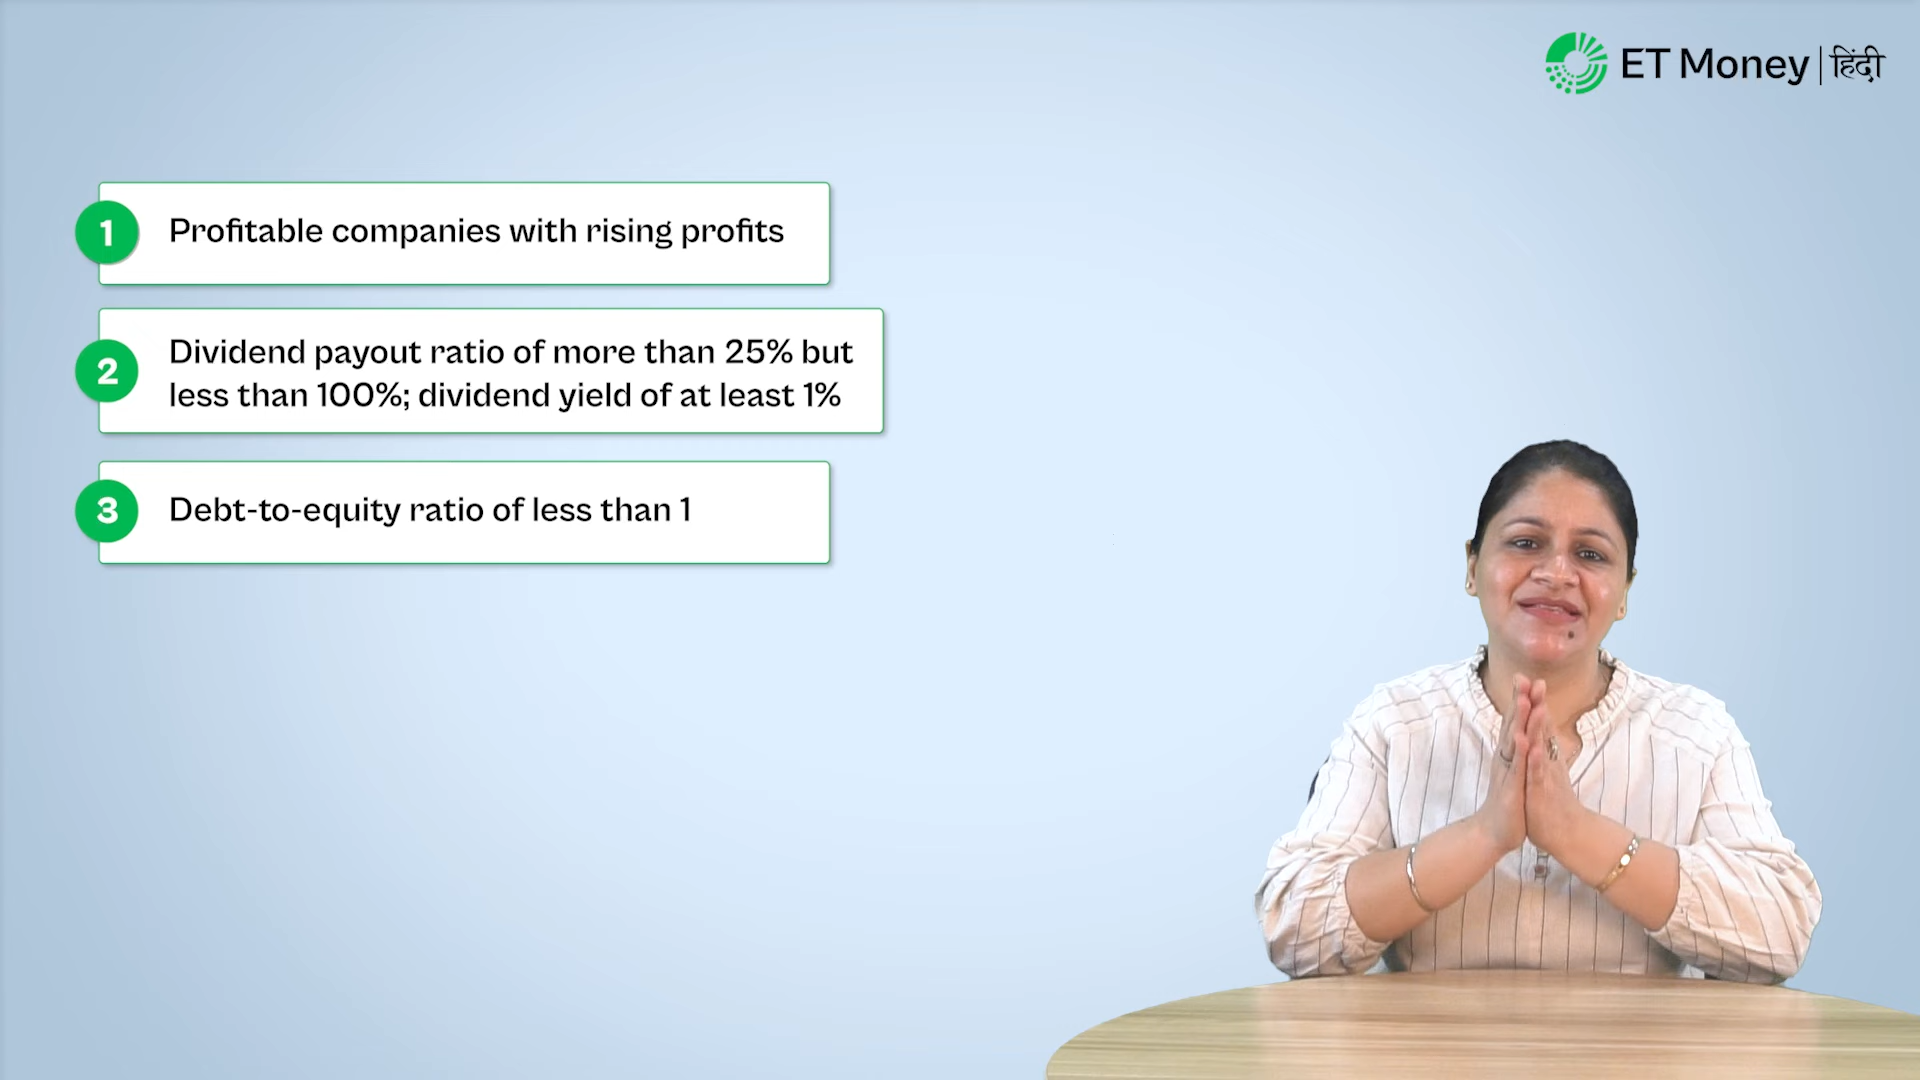 ET Money | हिंदी
1 Profitable companies with rising profits
2 Dividend payout ratio of more than 25% but
less than 100%; dividend yield of at least 1%
3 Debt-to-equity ratio of less than 1